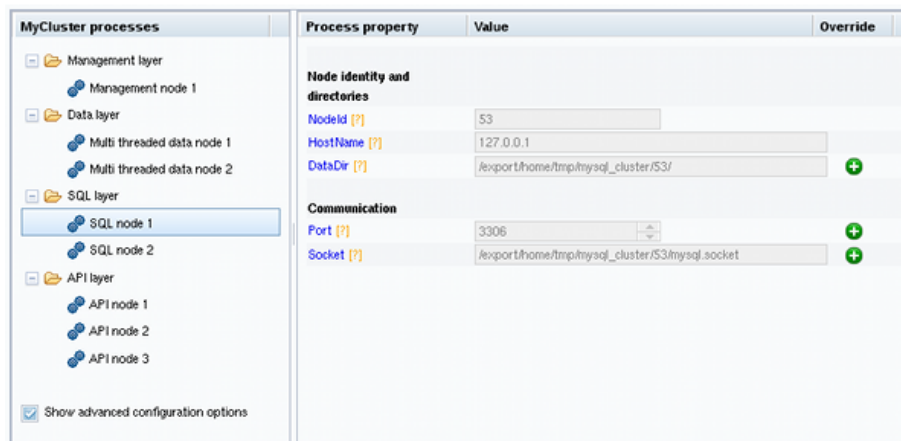 MyCluster processes
Management layer
Management node 1
Data layer
Multi threaded data node 1
Multi threaded data node 2
SQL layer
SQL node 1
SQL node 2
API layer
API node 1
API node 2
API node 3
Show advanced configuration options
Process property Value Override
Node identity and
directories
NodeId [?] 53
HostName [?] 127.0.0.1
DataDir [?] /export/home/tmp/mysql_cluster/53/
Communication
Port [?] 3306
Socket [?] /export/home/tmp/mysql_cluster/53/mysql.socket